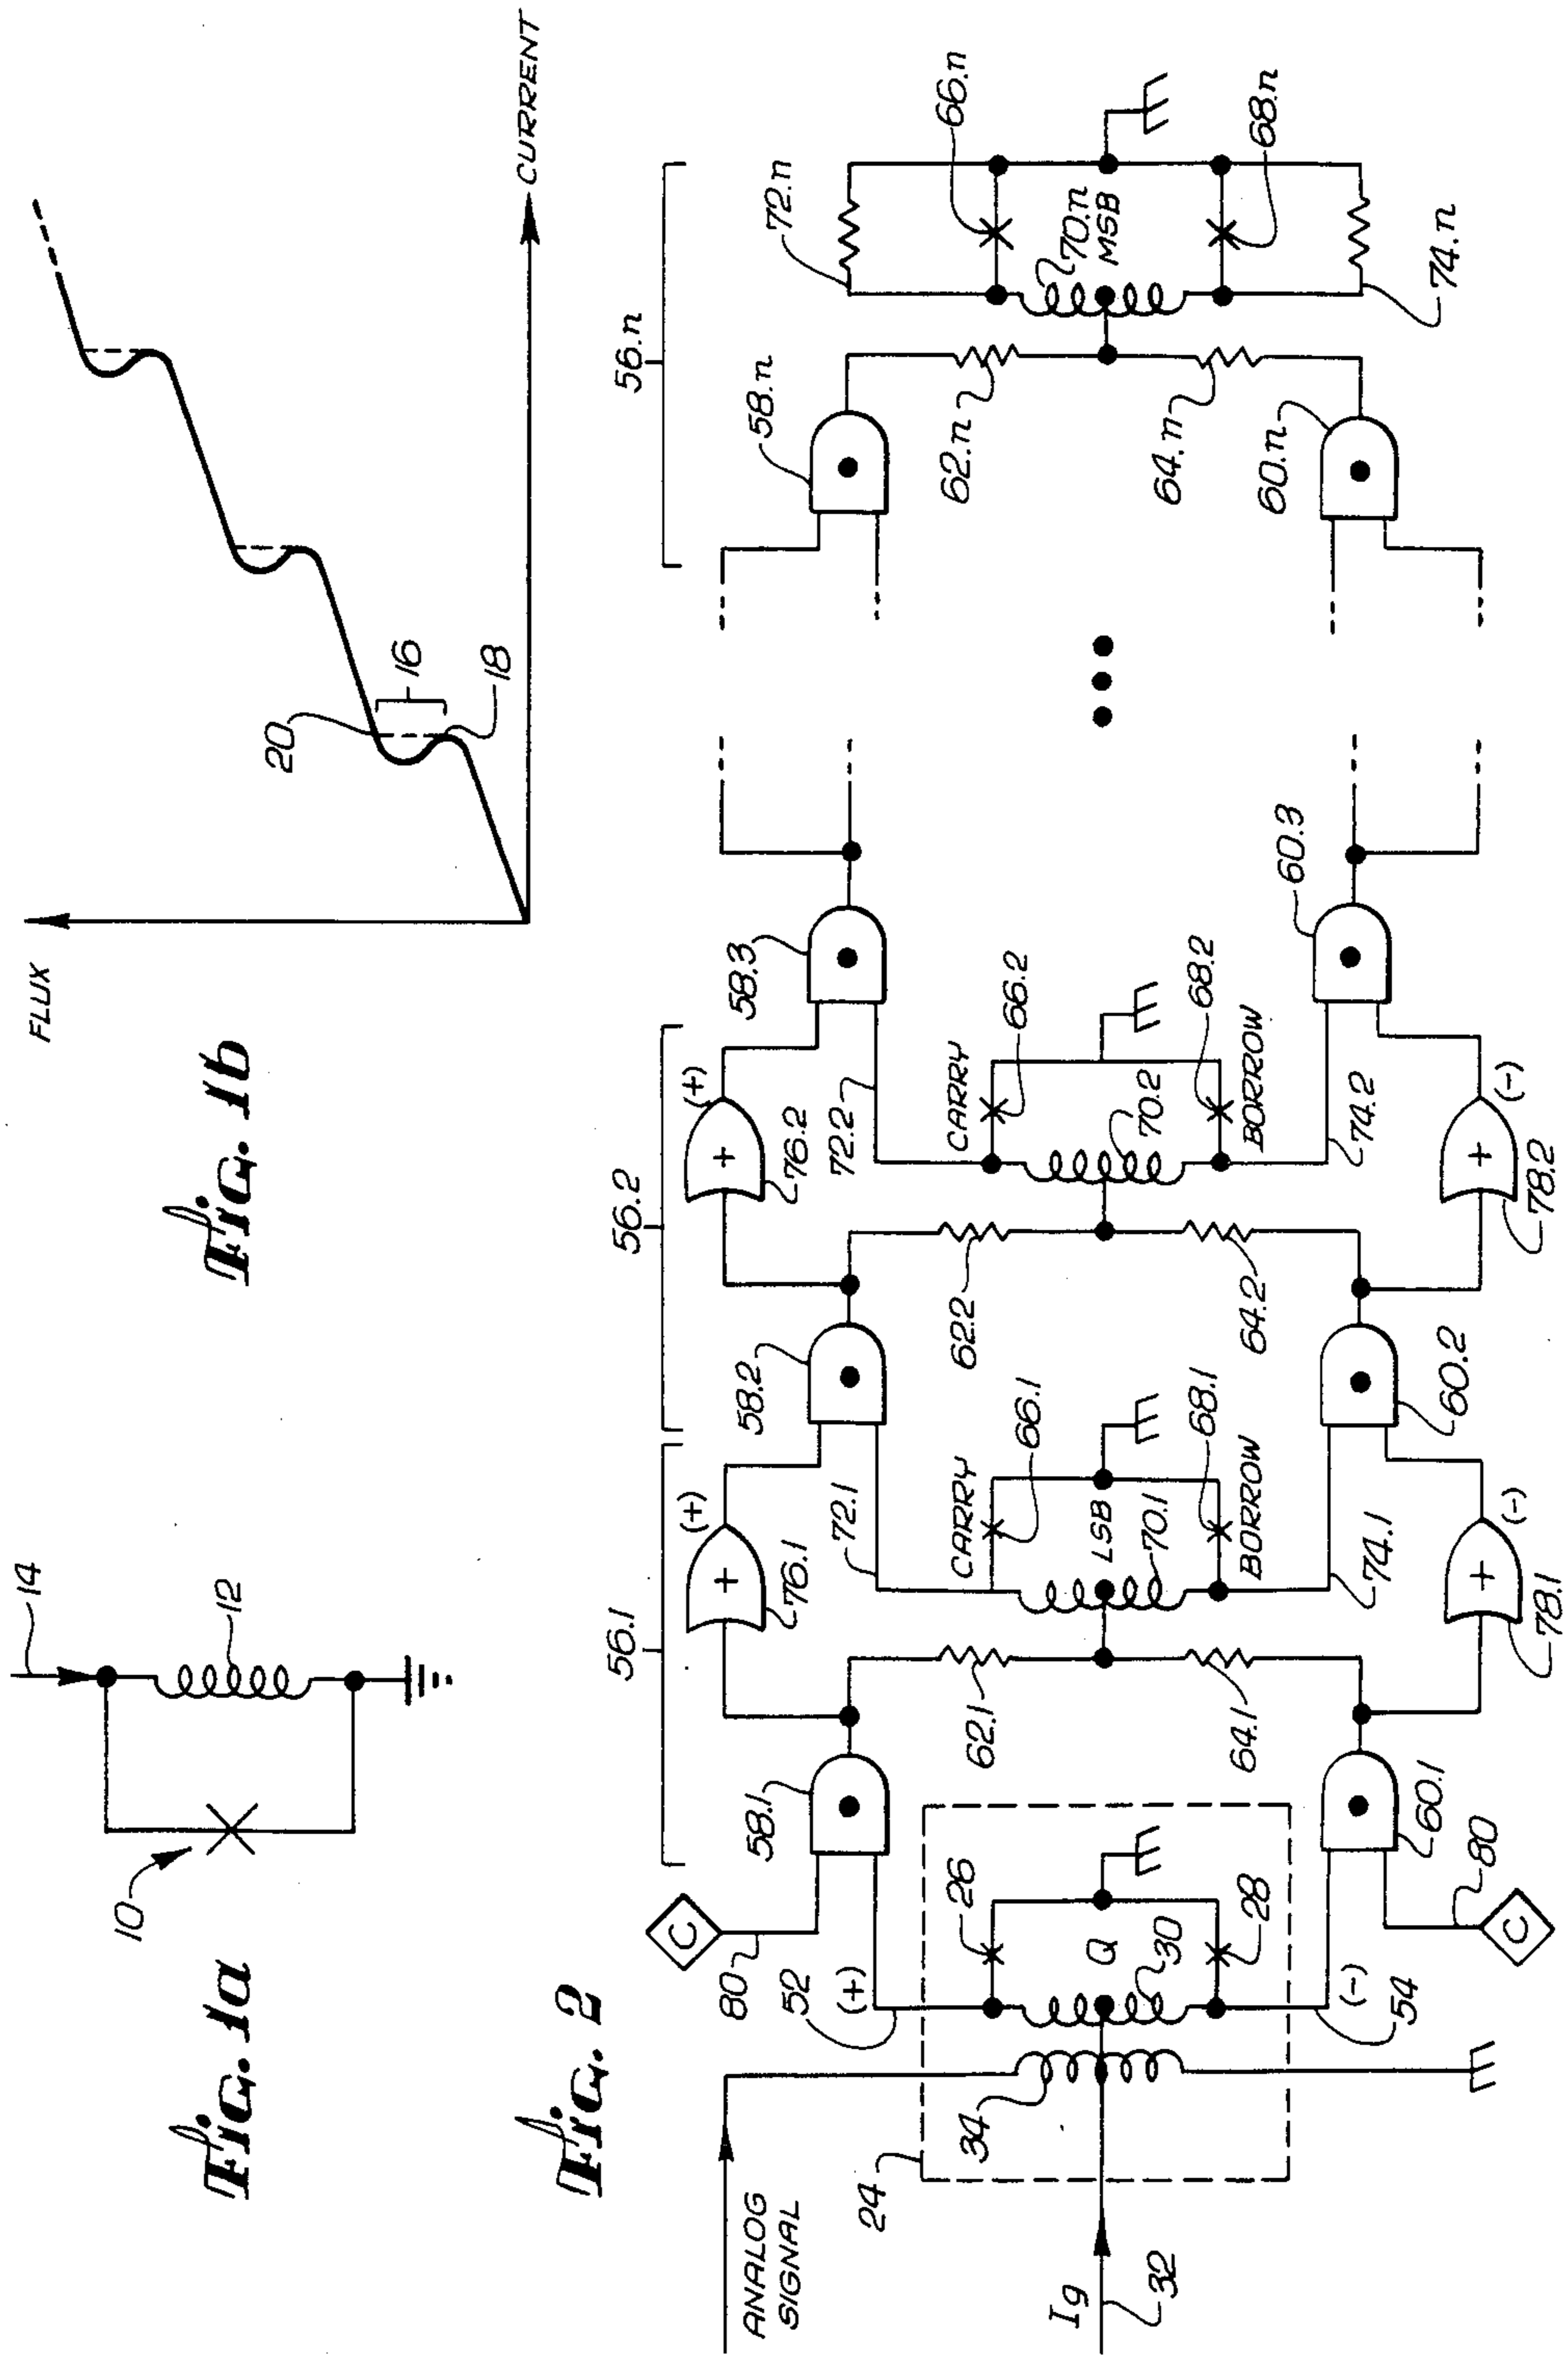 Fig. 1a
10
12
14
Fig. 1b
FLUX
CURRENT
16
18
20
Fig. 2
ANALOG
SIGNAL
Ig
32
24
34
80
C
52
(+)
26
Q
30
28
(-)
54
80
C
56.1
58.1
60.1
62.1
64.1
76.1
(+)
72.1
CARRY
66.1
LSB
70.1
68.1
BORROW
74.1
78.1
(-)
56.2
58.2
60.2
62.2
64.2
76.2
(+)
72.2
CARRY
66.2
70.2
68.2
BORROW
74.2
78.2
(-)
58.3
60.3
56.n
58.n
60.n
62.n
64.n
72.n
66.n
70.n
MSB
68.n
74.n